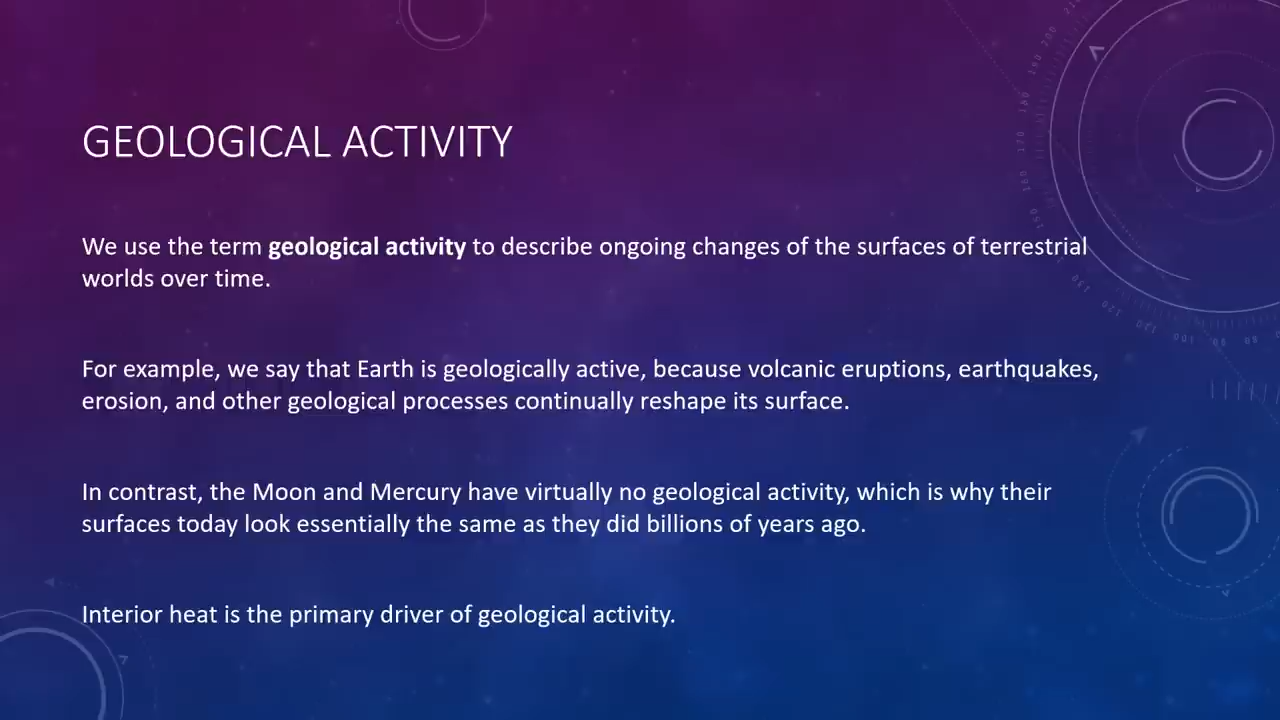 GEOLOGICAL ACTIVITY
We use the term geological activity to describe ongoing changes of the surfaces of terrestrial
worlds over time.
For example, we say that Earth is geologically active, because volcanic eruptions, earthquakes,
erosion, and other geological processes continually reshape its surface.
In contrast, the Moon and Mercury have virtually no geological activity, which is why their
surfaces today look essentially the same as they did billions of years ago.
Interior heat is the primary driver of geological activity.